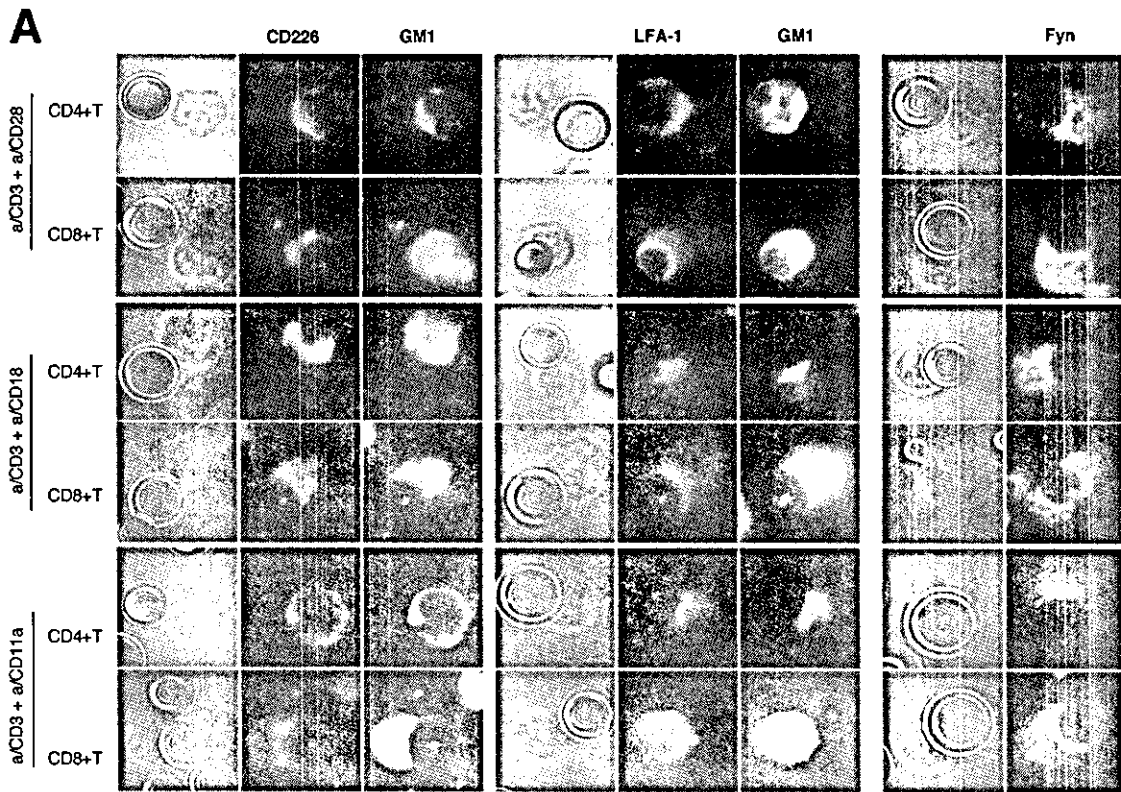 A
CD226 GM1 LFA-1 GM1 Fyn
a/CD3 + a/CD28
CD4+T
CD8+T
a/CD3 + a/CD18
CD4+T
CD8+T
a/CD3 + a/CD11a
CD4+T
CD8+T